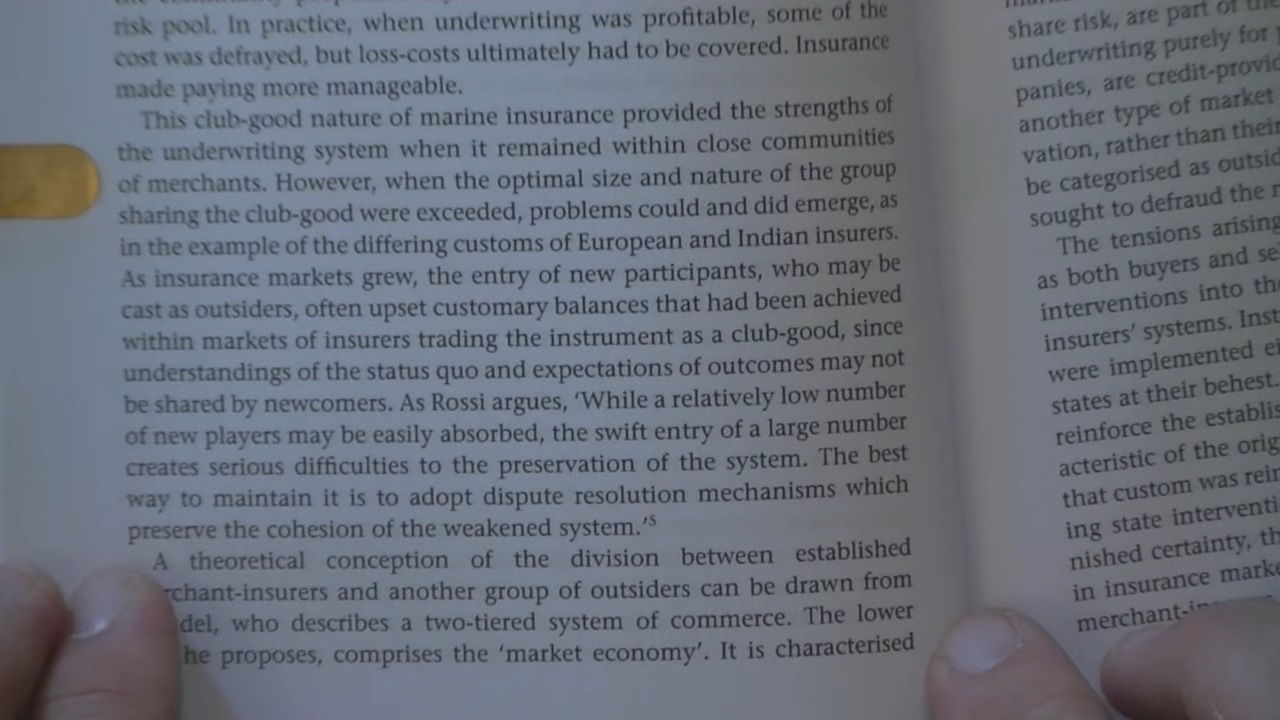 risk pool. In practice, when underwriting was profitable, some of the
cost was defrayed, but loss-costs ultimately had to be covered. Insurance
made paying more manageable.
This club-good nature of marine insurance provided the strengths of
the underwriting system when it remained within close communities
of merchants. However, when the optimal size and nature of the group
sharing the club-good were exceeded, problems could and did emerge, as
in the example of the differing customs of European and Indian insurers.
As insurance markets grew, the entry of new participants, who may be
cast as outsiders, often upset customary balances that had been achieved
within markets of insurers trading the instrument as a club-good, since
understandings of the status quo and expectations of outcomes may not
be shared by newcomers. As Rossi argues, ‘While a relatively low number
of new players may be easily absorbed, the swift entry of a large number
creates serious difficulties to the preservation of the system. The best
way to maintain it is to adopt dispute resolution mechanisms which
preserve the cohesion of the weakened system.’5
A theoretical conception of the division between established
chant-insurers and another group of outsiders can be drawn from
del, who describes a two-tiered system of commerce. The lower
he proposes, comprises the ‘market economy’. It is characterised
share risk, are part of
underwriting purely for
panies, are credit-provi
another type of market
vation, rather than their
be categorised as outsid
sought to defraud the
The tensions arising
as both buyers and se
interventions into th
insurers’ systems. Inst
were implemented ei
states at their behest.
reinforce the establis
acteristic of the orig
that custom was rein
ing state interventi
nished certainty, th
in insurance marke
merchant-in